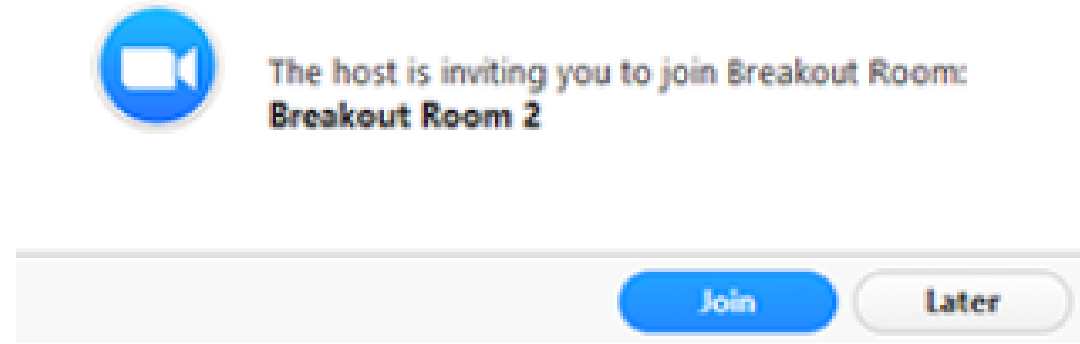 The host is inviting you to join Breakout Room:
Breakout Room 2
Join
Later